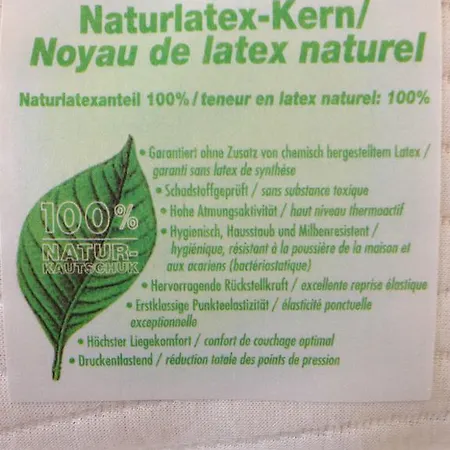 Naturlatex-Kern/
Noyau de latex naturel
Naturlatexanteil 100% / teneur en latex naturel: 100%
• Garantiert ohne Zusatz von chemisch hergestelltem Latex /
garanti sans latex de synthèse
• Schadstoffgeprüft / sans substance toxique
• Hohe Atmungsaktivität / haut niveau thermoactif
• Hygienisch, Hausstaub und Milbenresistent /
hygiénique, résistant à la poussière de la maison et
aux acariens (bactériostatique)
• Hervorragende Rückstellkraft / excellente reprise élastique
• Erstklassige Punkteelastizität / élasticité ponctuelle
exceptionnelle
• Höchster Liegekomfort / confort de couchage optimal
• Druckentlastend / réduction totale des points de pression
100%
NATUR-
KAUTSCHUK